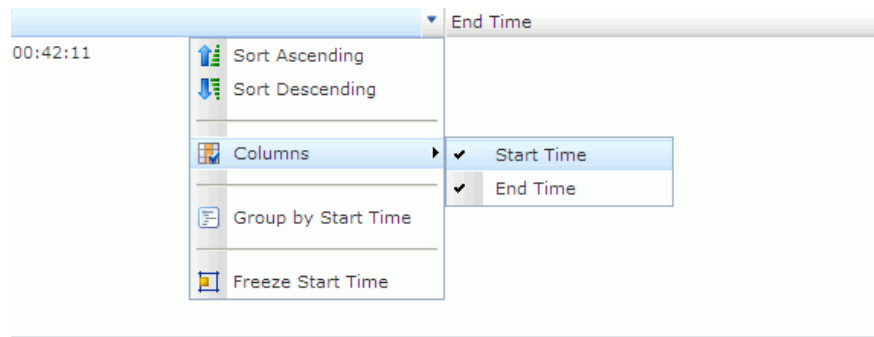 End Time
00:42:11
Sort Ascending
Sort Descending
Columns
Start Time
End Time
Group by Start Time
Freeze Start Time